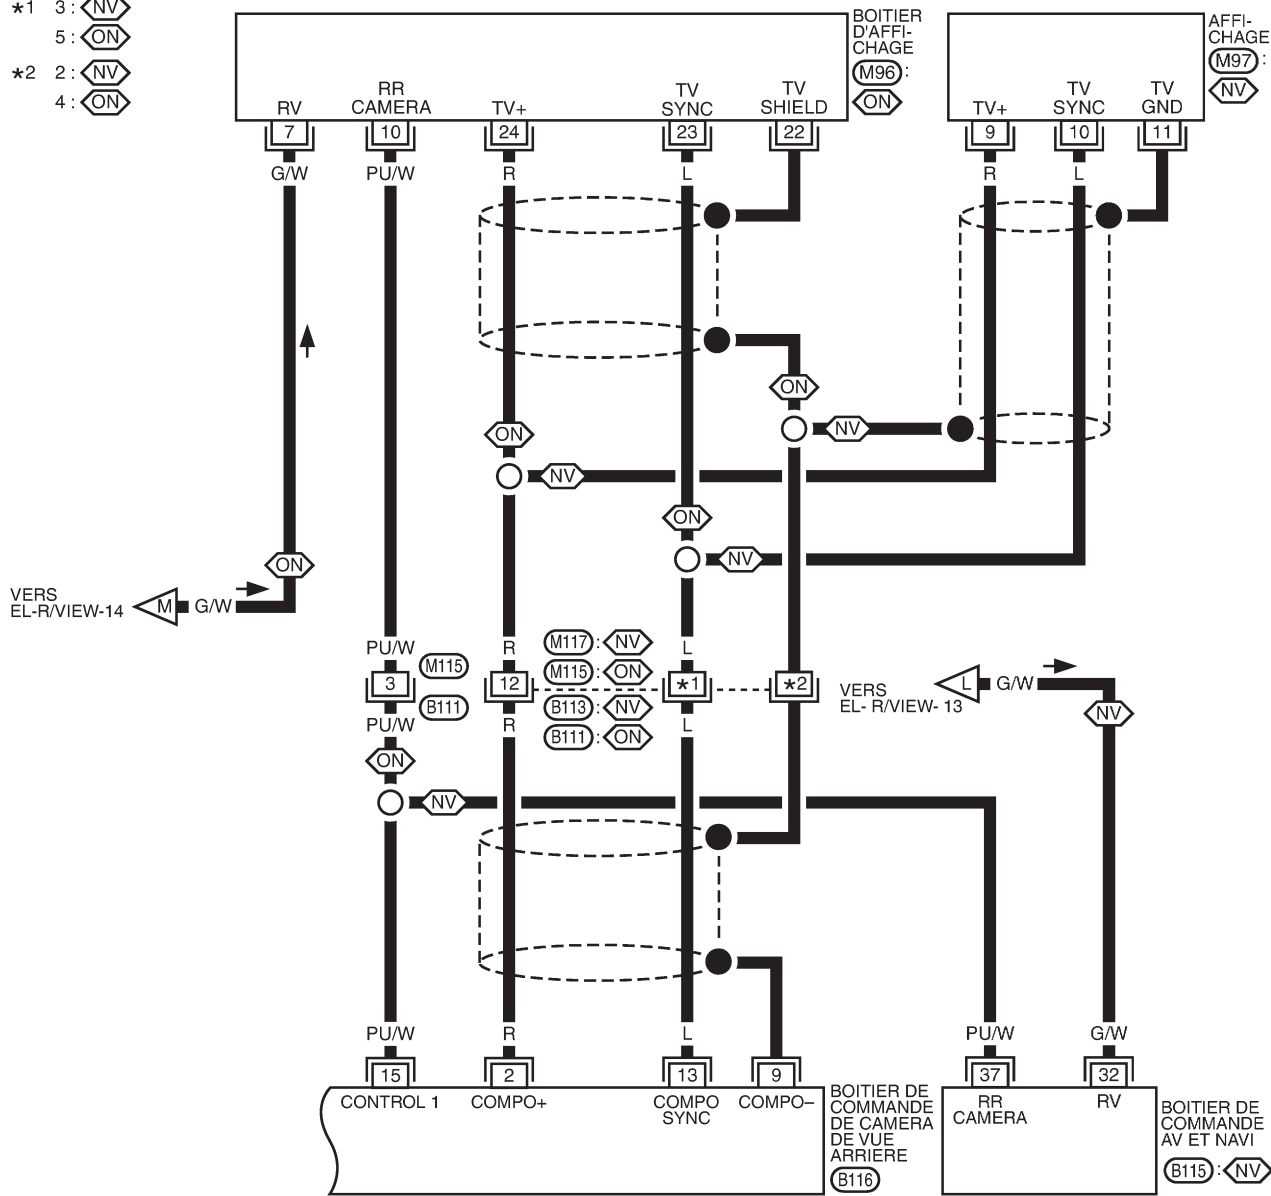 *1 3 : NV
5 : ON
*2 2 : NV
4 : ON
BOITIER
D'AFFI-
CHAGE
M96 :
ON
AFFI-
CHAGE
M97 :
NV
RV
RR
CAMERA
TV+
TV
SYNC
TV
SHIELD
TV+
TV
SYNC
TV
GND
7 10 24 23 22 9 10 11
G/W PU/W R L R L
ON
NV
ON
NV
ON
NV
ON
VERS
EL-R/VIEW-14
M G/W
PU/W R L
M117 : NV
M115 : ON
M115
3 12 *1 *2
B111
B113 : NV
B111 : ON
PU/W R L
VERS
EL- R/VIEW- 13
L G/W
NV
ON
NV
PU/W R L PU/W G/W
15 2 13 9 37 32
CONTROL 1
COMPO+
COMPO
SYNC
COMPO–
RR
CAMERA
RV
BOITIER DE
COMMANDE
DE CAMERA
DE VUE
ARRIERE
B116
BOITIER DE
COMMANDE
AV ET NAVI
B115 : NV